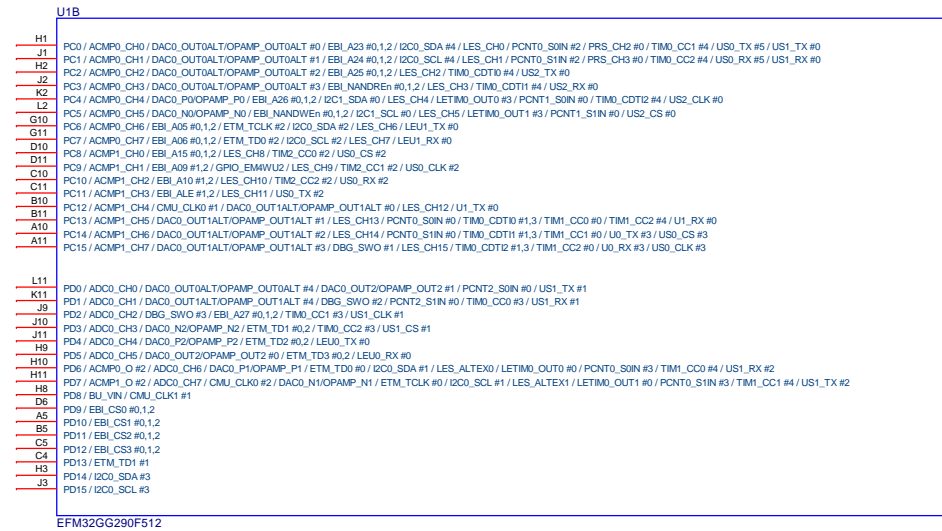 U1B
H1
PC0 / ACMP0_CH0 / DAC0_OUT0ALT/OPAMP_OUT0ALT #0 / EBI_A23 #0,1,2 / I2C0_SDA #4 / LES_CH0 / PCNT0_S0IN #2 / PRS_CH2 #0 / TIM0_CC1 #4 / US0_TX #5 / US1_TX #0
J1
PC1 / ACMP0_CH1 / DAC0_OUT0ALT/OPAMP_OUT0ALT #1 / EBI_A24 #0,1,2 / I2C0_SCL #4 / LES_CH1 / PCNT0_S1IN #2 / PRS_CH3 #0 / TIM0_CC2 #4 / US0_RX #5 / US1_RX #0
H2
PC2 / ACMP0_CH2 / DAC0_OUT0ALT/OPAMP_OUT0ALT #2 / EBI_A25 #0,1,2 / LES_CH2 / TIM0_CDTI0 #4 / US2_TX #0
J2
PC3 / ACMP0_CH3 / DAC0_OUT0ALT/OPAMP_OUT0ALT #3 / EBI_NANDREn #0,1,2 / LES_CH3 / TIM0_CDTI1 #4 / US2_RX #0
K2
PC4 / ACMP0_CH4 / DAC0_P0/OPAMP_P0 / EBI_A26 #0,1,2 / I2C1_SDA #0 / LES_CH4 / LETIM0_OUT0 #3 / PCNT1_S0IN #0 / TIM0_CDTI2 #4 / US2_CLK #0
L2
PC5 / ACMP0_CH5 / DAC0_N0/OPAMP_N0 / EBI_NANDWEn #0,1,2 / I2C1_SCL #0 / LES_CH5 / LETIM0_OUT1 #3 / PCNT1_S1IN #0 / US2_CS #0
G10
PC6 / ACMP0_CH6 / EBI_A05 #0,1,2 / ETM_TCLK #2 / I2C0_SDA #2 / LES_CH6 / LEU1_TX #0
G11
PC7 / ACMP0_CH7 / EBI_A06 #0,1,2 / ETM_TD0 #2 / I2C0_SCL #2 / LES_CH7 / LEU1_RX #0
D10
PC8 / ACMP1_CH0 / EBI_A15 #0,1,2 / LES_CH8 / TIM2_CC0 #2 / US0_CS #2
D11
PC9 / ACMP1_CH1 / EBI_A09 #1,2 / GPIO_EM4WU2 / LES_CH9 / TIM2_CC1 #2 / US0_CLK #2
C10
PC10 / ACMP1_CH2 / EBI_A10 #1,2 / LES_CH10 / TIM2_CC2 #2 / US0_RX #2
C11
PC11 / ACMP1_CH3 / EBI_ALE #1,2 / LES_CH11 / US0_TX #2
B10
PC12 / ACMP1_CH4 / CMU_CLK0 #1 / DAC0_OUT1ALT/OPAMP_OUT1ALT #0 / LES_CH12 / U1_TX #0
B11
PC13 / ACMP1_CH5 / DAC0_OUT1ALT/OPAMP_OUT1ALT #1 / LES_CH13 / PCNT0_S0IN #0 / TIM0_CDTI0 #1,3 / TIM1_CC0 #0 / TIM1_CC2 #4 / U1_RX #0
A10
PC14 / ACMP1_CH6 / DAC0_OUT1ALT/OPAMP_OUT1ALT #2 / LES_CH14 / PCNT0_S1IN #0 / TIM0_CDTI1 #1,3 / TIM1_CC1 #0 / U0_TX #3 / US0_CS #3
A11
PC15 / ACMP1_CH7 / DAC0_OUT1ALT/OPAMP_OUT1ALT #3 / DBG_SWO #1 / LES_CH15 / TIM0_CDTI2 #1,3 / TIM1_CC2 #0 / U0_RX #3 / US0_CLK #3
L11
PD0 / ADC0_CH0 / DAC0_OUT0ALT/OPAMP_OUT0ALT #4 / DAC0_OUT2/OPAMP_OUT2 #1 / PCNT2_S0IN #0 / US1_TX #1
K11
PD1 / ADC0_CH1 / DAC0_OUT1ALT/OPAMP_OUT1ALT #4 / DBG_SWO #2 / PCNT2_S1IN #0 / TIM0_CC0 #3 / US1_RX #1
J9
PD2 / ADC0_CH2 / DBG_SWO #3 / EBI_A27 #0,1,2 / TIM0_CC1 #3 / US1_CLK #1
J10
PD3 / ADC0_CH3 / DAC0_N2/OPAMP_N2 / ETM_TD1 #0,2 / TIM0_CC2 #3 / US1_CS #1
J11
PD4 / ADC0_CH4 / DAC0_P2/OPAMP_P2 / ETM_TD2 #0,2 / LEU0_TX #0
H9
PD5 / ADC0_CH5 / DAC0_OUT2/OPAMP_OUT2 #0 / ETM_TD3 #0,2 / LEU0_RX #0
H10
PD6 / ACMP0_O #2 / ADC0_CH6 / DAC0_P1/OPAMP_P1 / ETM_TD0 #0 / I2C0_SDA #1 / LES_ALTEX0 / LETIM0_OUT0 #0 / PCNT0_S0IN #3 / TIM1_CC0 #4 / US1_RX #2
H11
PD7 / ACMP1_O #2 / ADC0_CH7 / CMU_CLK0 #2 / DAC0_N1/OPAMP_N1 / ETM_TCLK #0 / I2C0_SCL #1 / LES_ALTEX1 / LETIM0_OUT1 #0 / PCNT0_S1IN #3 / TIM1_CC1 #4 / US1_TX #2
H8
PD8 / BU_VIN / CMU_CLK1 #1
D6
PD9 / EBI_CS0 #0,1,2
A5
PD10 / EBI_CS1 #0,1,2
B5
PD11 / EBI_CS2 #0,1,2
C5
PD12 / EBI_CS3 #0,1,2
C4
PD13 / ETM_TD1 #1
H3
PD14 / I2C0_SDA #3
J3
PD15 / I2C0_SCL #3
EFM32GG290F512